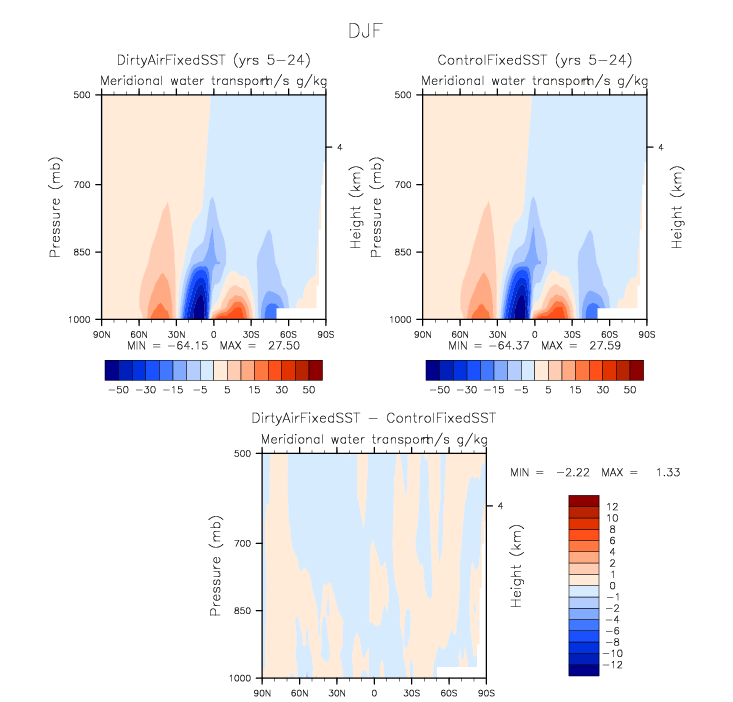 DJF
DirtyAirFixedSST (yrs 5-24)
Meridional water transport m/s g/kg
500
700
850
1000
Pressure (mb)
4
Height (km)
90N 60N 30N 0 30S 60S 90S
MIN = -64.15 MAX = 27.50
-50 -30 -15 -5 5 15 30 50
ControlFixedSST (yrs 5-24)
Meridional water transport m/s g/kg
500
700
850
1000
Pressure (mb)
4
Height (km)
90N 60N 30N 0 30S 60S 90S
MIN = -64.37 MAX = 27.59
-50 -30 -15 -5 5 15 30 50
DirtyAirFixedSST - ControlFixedSST
Meridional water transport m/s g/kg
500
700
850
1000
Pressure (mb)
4
Height (km)
90N 60N 30N 0 30S 60S 90S
MIN = -2.22 MAX = 1.33
12
10
8
6
4
2
1
0
-1
-2
-4
-6
-8
-10
-12